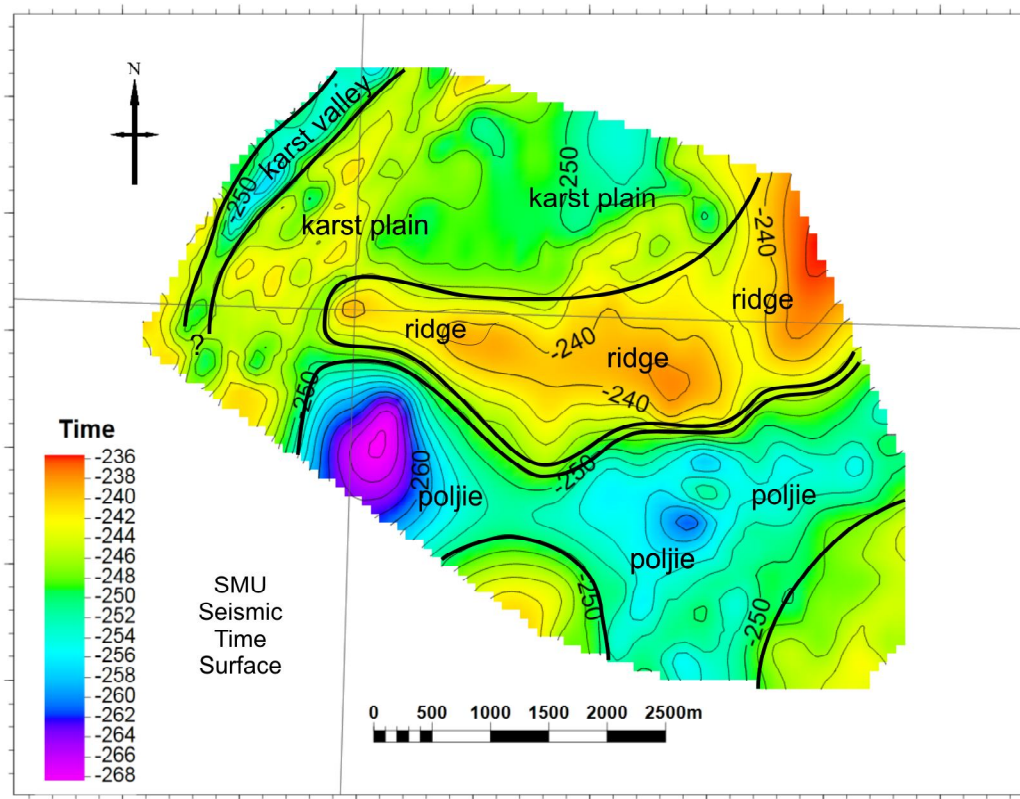 N
karst valley
-250
250
karst plain
karst plain
-240
ridge
ridge
-240
ridge
?
-240
-250
260
-250
poljie
poljie
poljie
-250
-250
Time
-236
-238
-240
-242
-244
-246
-248
-250
-252
-254
-256
-258
-260
-262
-264
-266
-268
SMU
Seismic
Time
Surface
0 500 1000 1500 2000 2500m